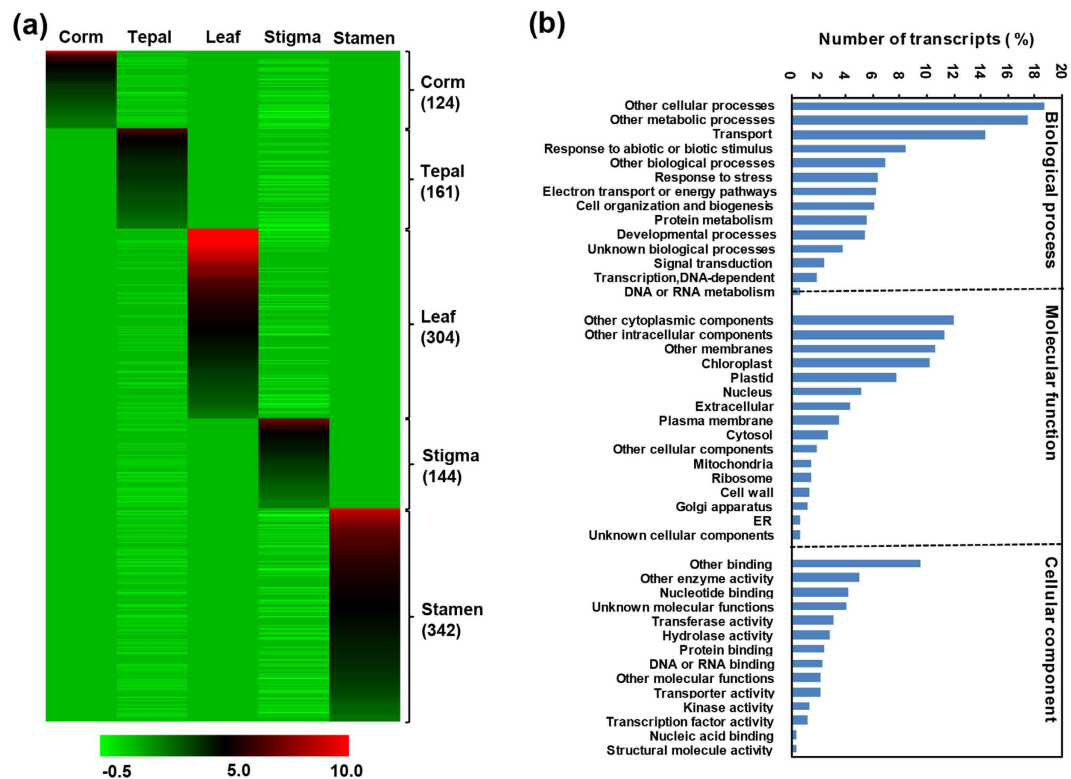 (a)
Corm Tepal Leaf Stigma Stamen
Corm
(124)
Tepal
(161)
Leaf
(304)
Stigma
(144)
Stamen
(342)
-0.5 5.0 10.0
(b)
Number of transcripts ( %)
0 2 4 6 8 10 12 14 16 18 20
Other cellular processes
Other metabolic processes
Transport
Response to abiotic or biotic stimulus
Other biological processes
Response to stress
Electron transport or energy pathways
Cell organization and biogenesis
Protein metabolism
Developmental processes
Unknown biological processes
Signal transduction
Transcription,DNA-dependent
DNA or RNA metabolism
Biological process
Other cytoplasmic components
Other intracellular components
Other membranes
Chloroplast
Plastid
Nucleus
Extracellular
Plasma membrane
Cytosol
Other cellular components
Mitochondria
Ribosome
Cell wall
Golgi apparatus
ER
Unknown cellular components
Molecular function
Other binding
Other enzyme activity
Nucleotide binding
Unknown molecular functions
Transferase activity
Hydrolase activity
Protein binding
DNA or RNA binding
Other molecular functions
Transporter activity
Kinase activity
Transcription factor activity
Nucleic acid binding
Structural molecule activity
Cellular component